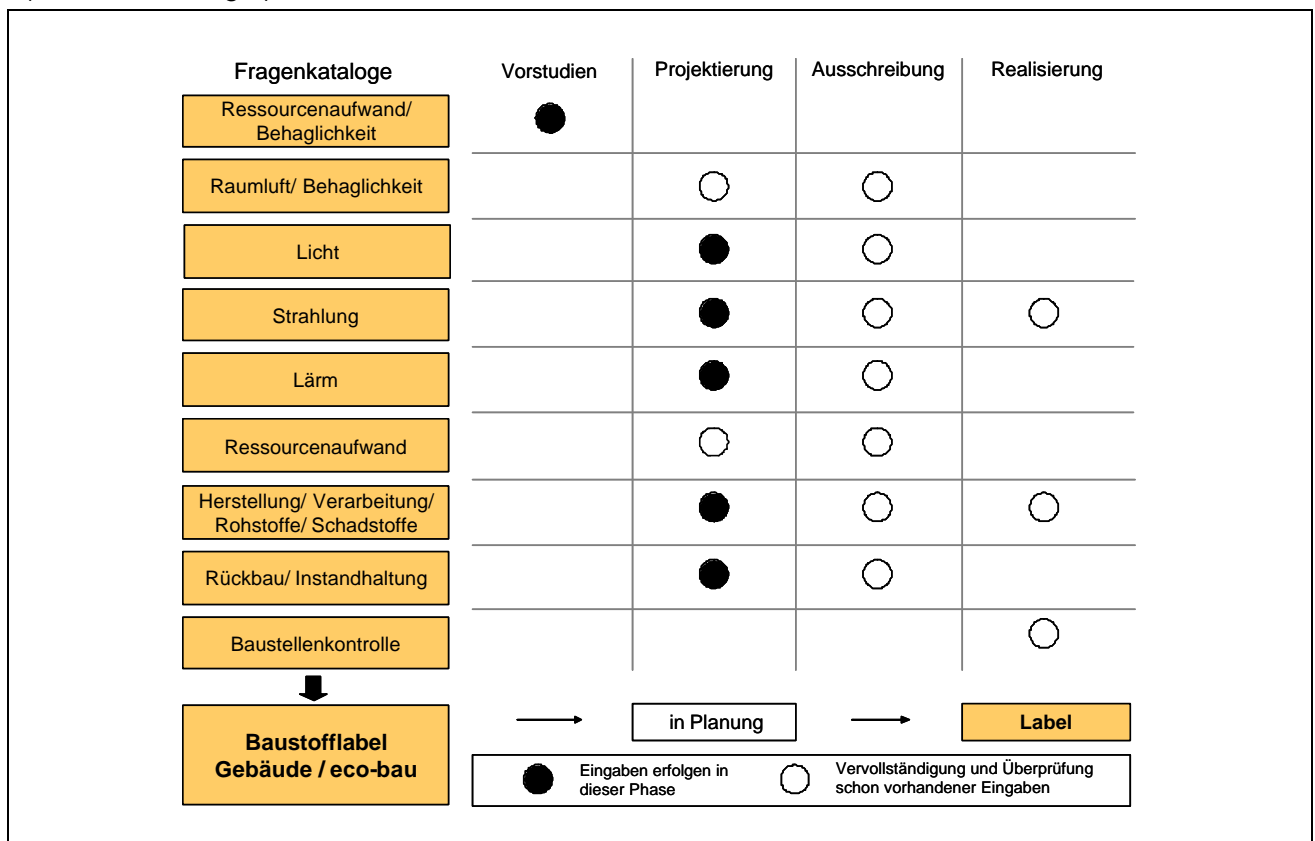 Fragenkataloge
Vorstudien
Projektierung
Ausschreibung
Realisierung
Ressourcenaufwand/
Behaglichkeit
Raumluft/ Behaglichkeit
Licht
Strahlung
Lärm
Ressourcenaufwand
Herstellung/ Verarbeitung/
Rohstoffe/ Schadstoffe
Rückbau/ Instandhaltung
Baustellenkontrolle
Baustofflabel
Gebäude / eco-bau
in Planung
Label
Eingaben erfolgen in
dieser Phase
Vervollständigung und Überprüfung
schon vorhandener Eingaben